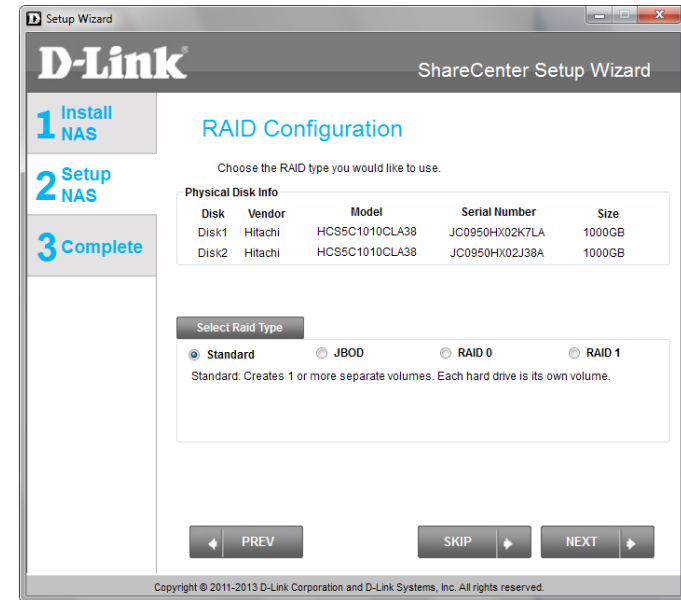 Setup Wizard
D-Link®
ShareCenter Setup Wizard
1 Install NAS
2 Setup NAS
3 Complete
RAID Configuration
Choose the RAID type you would like to use.
Physical Disk Info
Disk Vendor Model Serial Number Size
Disk1 Hitachi HCS5C1010CLA38 JC0950HX02K7LA 1000GB
Disk2 Hitachi HCS5C1010CLA38 JC0950HX02J38A 1000GB
Select Raid Type
Standard JBOD RAID 0 RAID 1
Standard: Creates 1 or more separate volumes. Each hard drive is its own volume.
PREV SKIP NEXT
Copyright © 2011-2013 D-Link Corporation and D-Link Systems, Inc. All rights reserved.